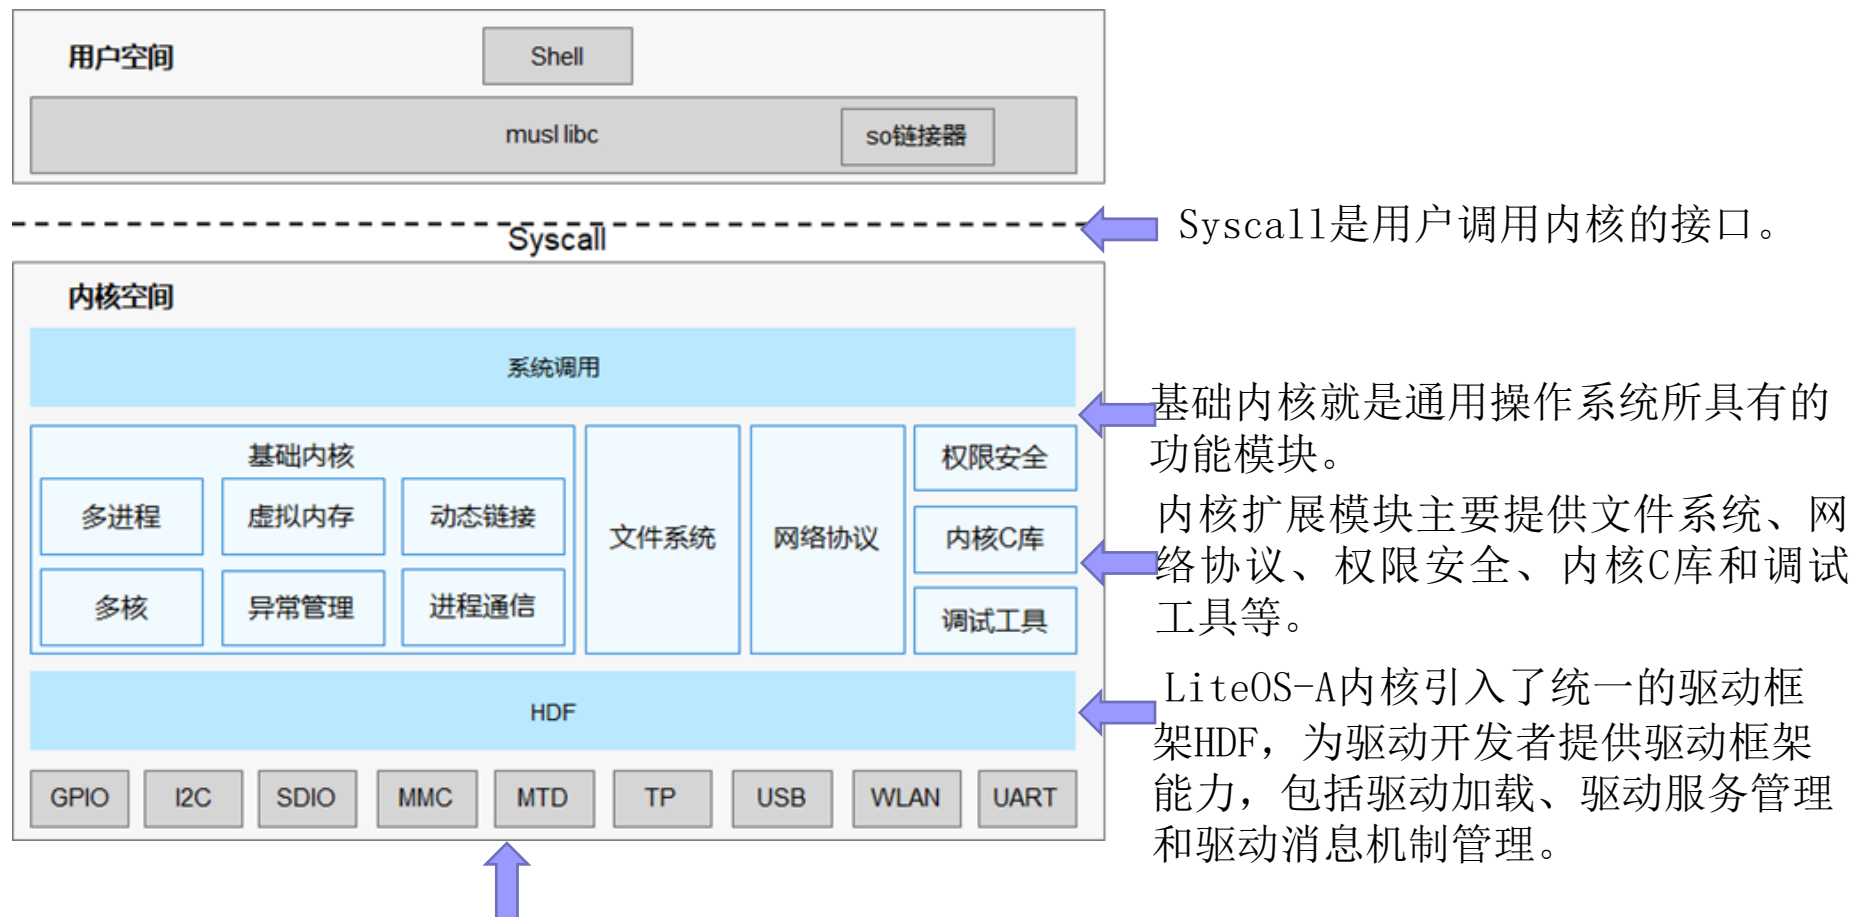 用户空间
Shell
musl libc
so链接器
Syscall
Syscall是用户调用内核的接口。
内核空间
系统调用
基础内核
多进程
虚拟内存
动态链接
多核
异常管理
进程通信
文件系统
网络协议
权限安全
内核C库
调试工具
基础内核就是通用操作系统所具有的
功能模块。
内核扩展模块主要提供文件系统、网
络协议、权限安全、内核C库和调试
工具等。
HDF
LiteOS-A内核引入了统一的驱动框
架HDF，为驱动开发者提供驱动框架
能力，包括驱动加载、驱动服务管理
和驱动消息机制管理。
GPIO
I2C
SDIO
MMC
MTD
TP
USB
WLAN
UART